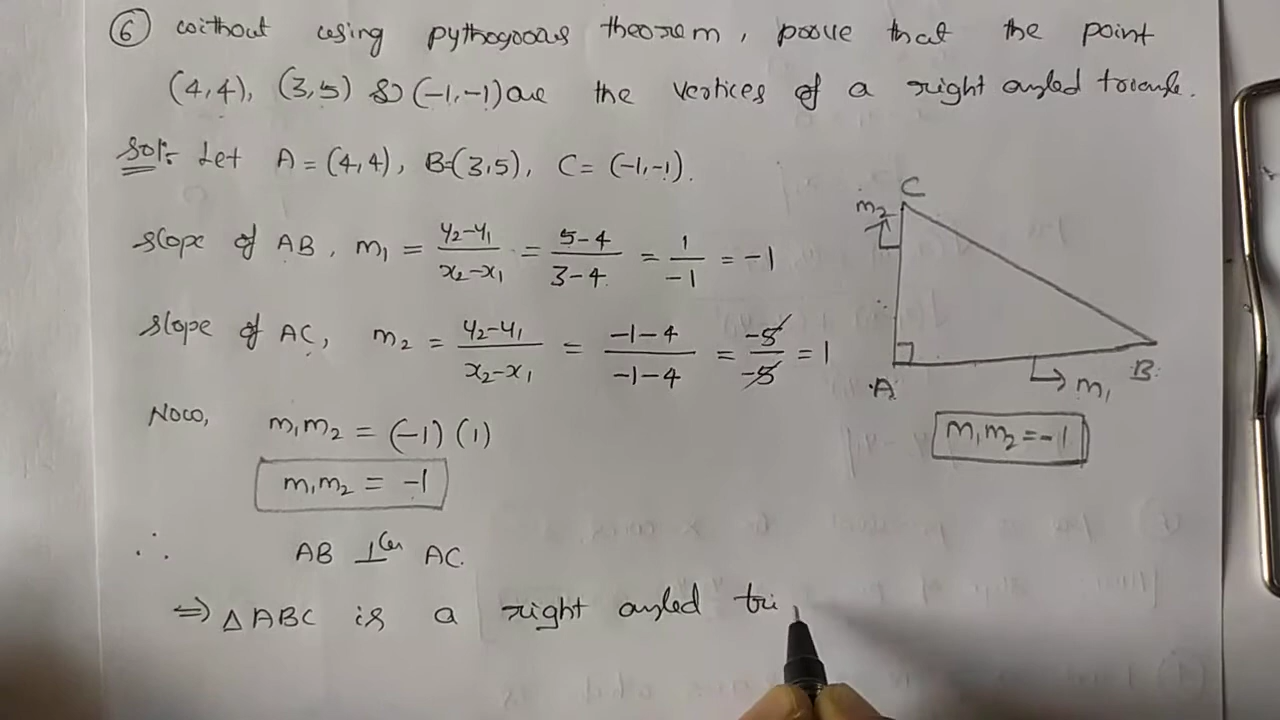 ⑥ without using pythogoras theorem, prove that the point
(4,4), (3,5) & (-1,-1) are the vertices of a right angled triangle.
Sol:- Let A = (4,4), B=(3,5), C= (-1,-1).
slope of AB, m₁ = (y₂-y₁)/(x₂-x₁) = (5-4)/(3-4) = 1/-1 = -1
slope of AC, m₂ = (y₂-y₁)/(x₂-x₁) = (-1-4)/(-1-4) = -5/-5 = 1
Now, m₁m₂ = (-1)(1)
m₁m₂ = -1
∴ AB ⊥ AC.
⇒ △ABC is a right angled tri
C
m₂
A
B
m₁
m₁m₂ = -1